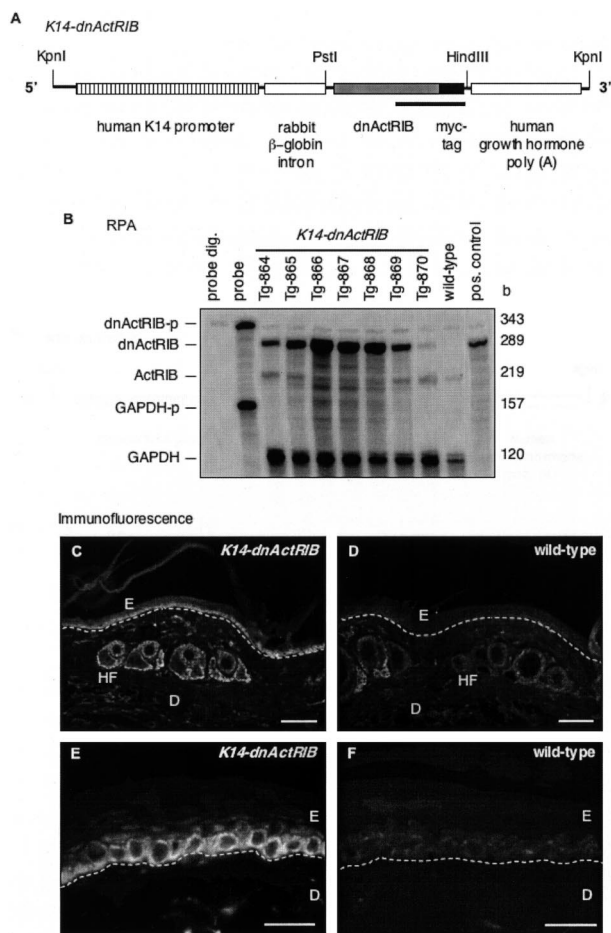 A
K14-dnActRIB
KpnI PstI HindIII KpnI
5' 3'
human K14 promoter rabbit β-globin intron dnActRIB myc-tag human growth hormone poly (A)
B RPA
K14-dnActRIB
probe dig. probe Tg-864 Tg-865 Tg-866 Tg-867 Tg-868 Tg-869 Tg-870 wild-type pos. control b
dnActRIB-p 343
dnActRIB 289
ActRIB 219
GAPDH-p 157
GAPDH 120
Immunofluorescence
C K14-dnActRIB D wild-type
E E
HF HF
D D
E K14-dnActRIB F wild-type
E E
D D